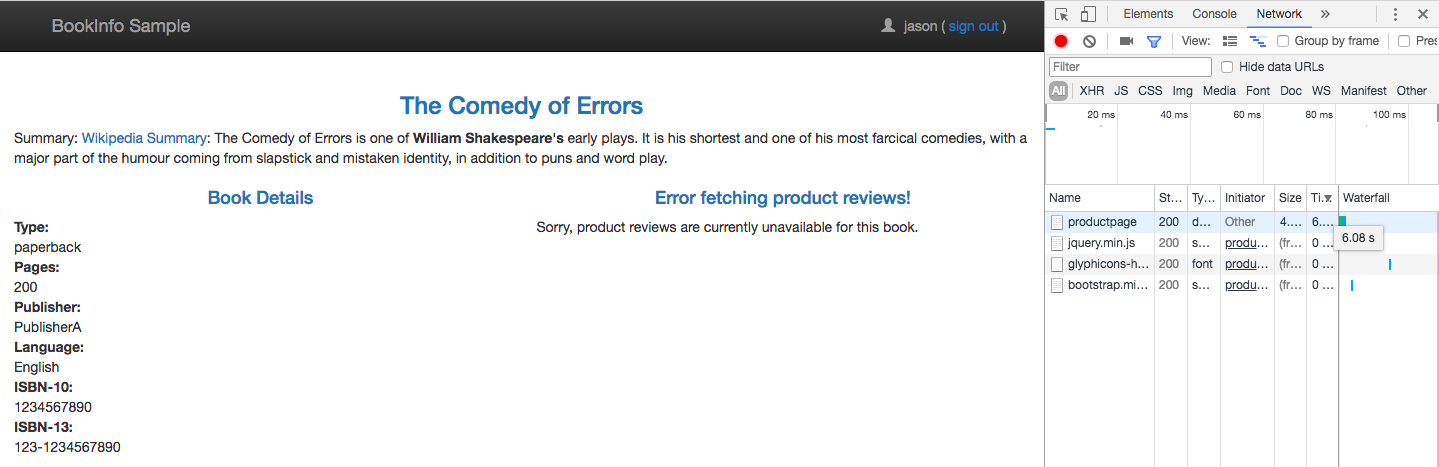 BookInfo Sample
jason ( sign out )
The Comedy of Errors
Summary: Wikipedia Summary: The Comedy of Errors is one of William Shakespeare's early plays. It is his shortest and one of his most farcical comedies, with a
major part of the humour coming from slapstick and mistaken identity, in addition to puns and word play.
Book Details
Type:
paperback
Pages:
200
Publisher:
PublisherA
Language:
English
ISBN-10:
1234567890
ISBN-13:
123-1234567890
Error fetching product reviews!
Sorry, product reviews are currently unavailable for this book.
Elements Console Network »
View: Group by frame Pres
Filter Hide data URLs
All XHR JS CSS Img Media Font Doc WS Manifest Other
20 ms 40 ms 60 ms 80 ms 100 ms
Name St... Ty... Initiator Size Ti... Waterfall
productpage 200 d... Other 4.... 6....
6.08 s
jquery.min.js 200 s... produ... (fr... 0 ...
glyphicons-h... 200 font produ... (fr... 0 ...
bootstrap.mi... 200 s... produ... (fr... 0 ...